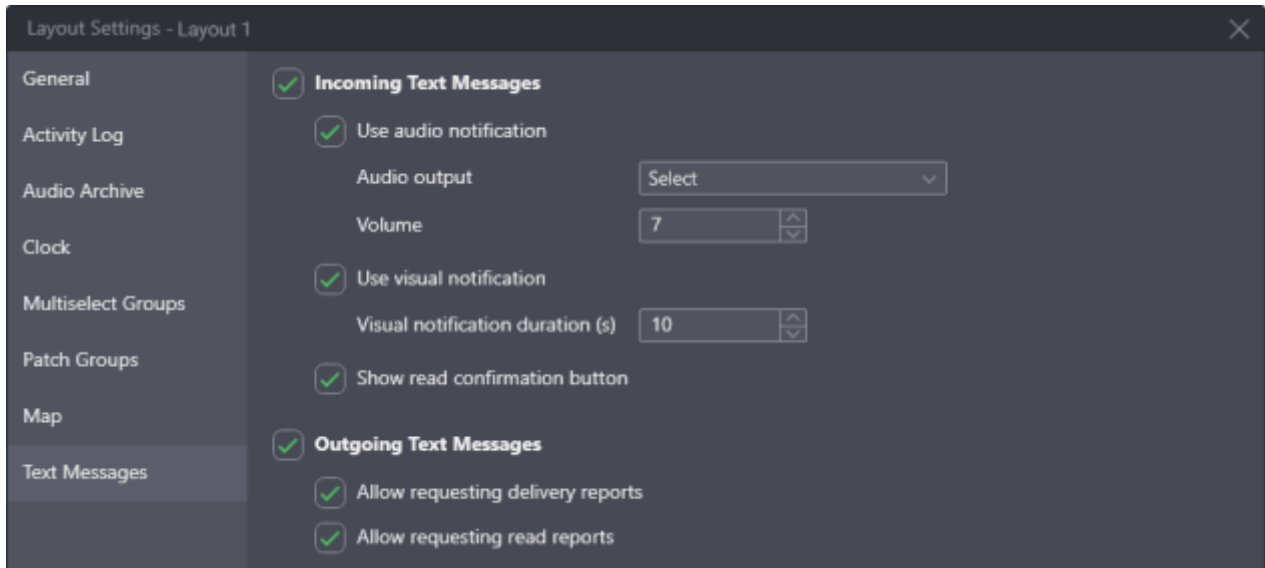 Layout Settings - Layout 1
General
Activity Log
Audio Archive
Clock
Multiselect Groups
Patch Groups
Map
Text Messages
Incoming Text Messages
Use audio notification
Audio output Select
Volume 7
Use visual notification
Visual notification duration (s) 10
Show read confirmation button
Outgoing Text Messages
Allow requesting delivery reports
Allow requesting read reports